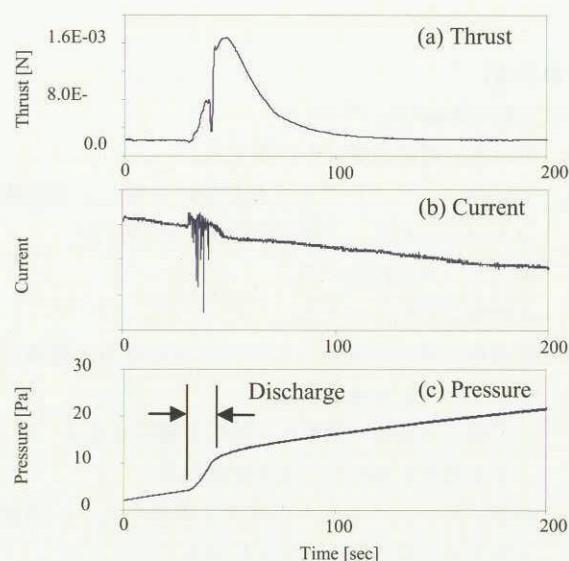 (a) Thrust
Thrust [N]
1.6E-03
8.0E-
0.0
0
100
200
(b) Current
Current
0
100
200
(c) Pressure
Discharge
Pressure [Pa]
30
20
10
0
0
100
200
Time [sec]